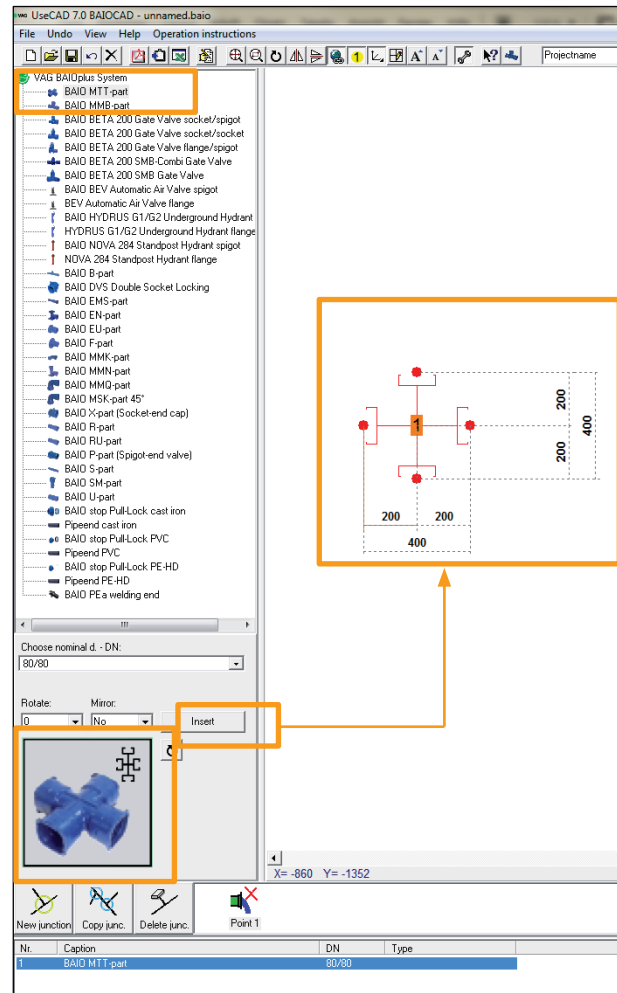 UseCAD 7.0 BAIOCAD - unnamed.baio
File Undo View Help Operation instructions
Projectname
VAG BAIOplus System
BAIO MTT-part
BAIO MMB-part
BAIO BETA 200 Gate Valve socket/spigot
BAIO BETA 200 Gate Valve socket/socket
BAIO BETA 200 Gate Valve flange/spigot
BAIO BETA 200 SMB-Combi Gate Valve
BAIO BETA 200 SMB Gate Valve
BAIO BEV Automatic Air Valve spigot
BEV Automatic Air Valve flange
BAIO HYDRUS G1/G2 Underground Hydrant
HYDRUS G1/G2 Underground Hydrant flange
BAIO NOVA 284 Standpost Hydrant spigot
NOVA 284 Standpost Hydrant flange
BAIO B-part
BAIO DVS Double Socket Locking
BAIO EMS-part
BAIO EN-part
BAIO EU-part
BAIO F-part
BAIO MMK-part
BAIO MMN-part
BAIO MMQ-part
BAIO MSK-part 45°
BAIO X-part (Socket-end cap)
BAIO R-part
BAIO RU-part
BAIO P-part (Spigot-end valve)
BAIO S-part
BAIO SM-part
BAIO U-part
BAIO stop Pull-Lock cast iron
Pipeend cast iron
BAIO stop Pull-Lock PVC
Pipeend PVC
BAIO stop Pull-Lock PE-HD
Pipeend PE-HD
BAIO PEa welding end
Choose nominal d. - DN:
80/80
Rotate: Mirror:
0 No Insert
1
200
400
200
200 200
400
X= -860 Y= -1352
New junction Copy junc. Delete junc. Point 1
Nr. Caption DN Type
1 BAIO MTT-part 80/80